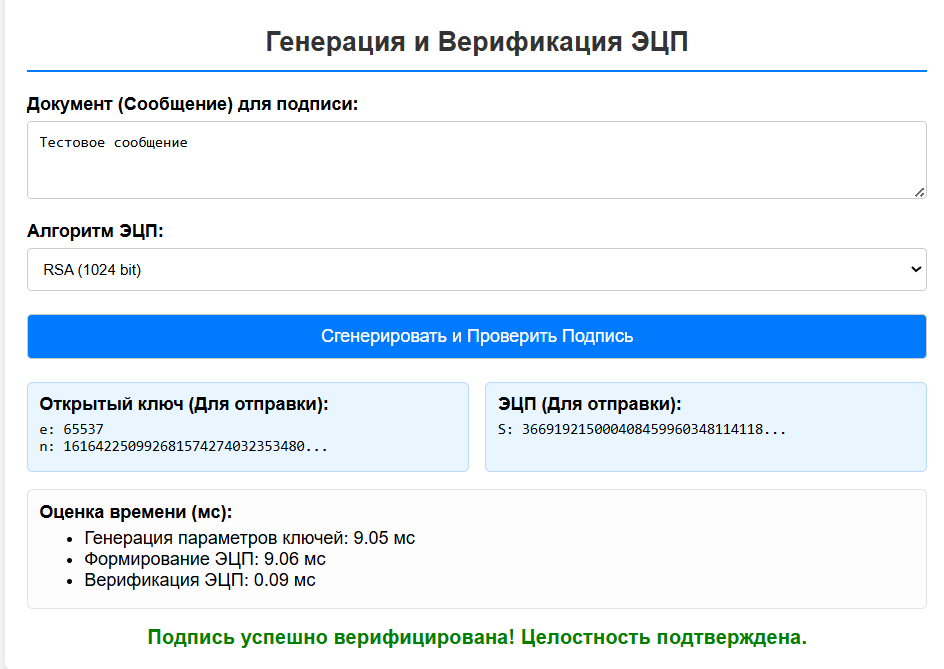 Генерация и Верификация ЭЦП
Документ (Сообщение) для подписи:
Тестовое сообщение
Алгоритм ЭЦП:
RSA (1024 bit)
Сгенерировать и Проверить Подпись
Открытый ключ (Для отправки):
e: 65537
n: 161642250992681574274032353480...
ЭЦП (Для отправки):
S: 366919215000408459960348114118...
Оценка времени (мс):
• Генерация параметров ключей: 9.05 мс
• Формирование ЭЦП: 9.06 мс
• Верификация ЭЦП: 0.09 мс
Подпись успешно верифицирована! Целостность подтверждена.